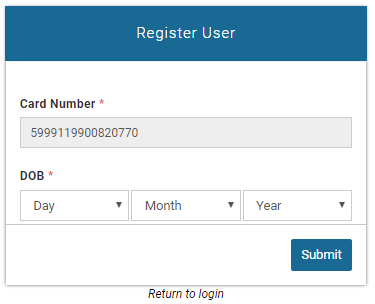 Register User
Card Number *
5999119900820770
DOB *
Day Month Year
Submit
Return to login